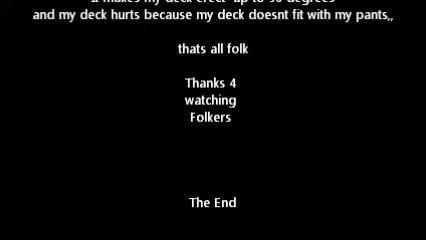 It makes my deck erect up to 90 degrees
and my deck hurts because my deck doesnt fit with my pants,,
thats all folk
Thanks 4
watching
Folkers
The End